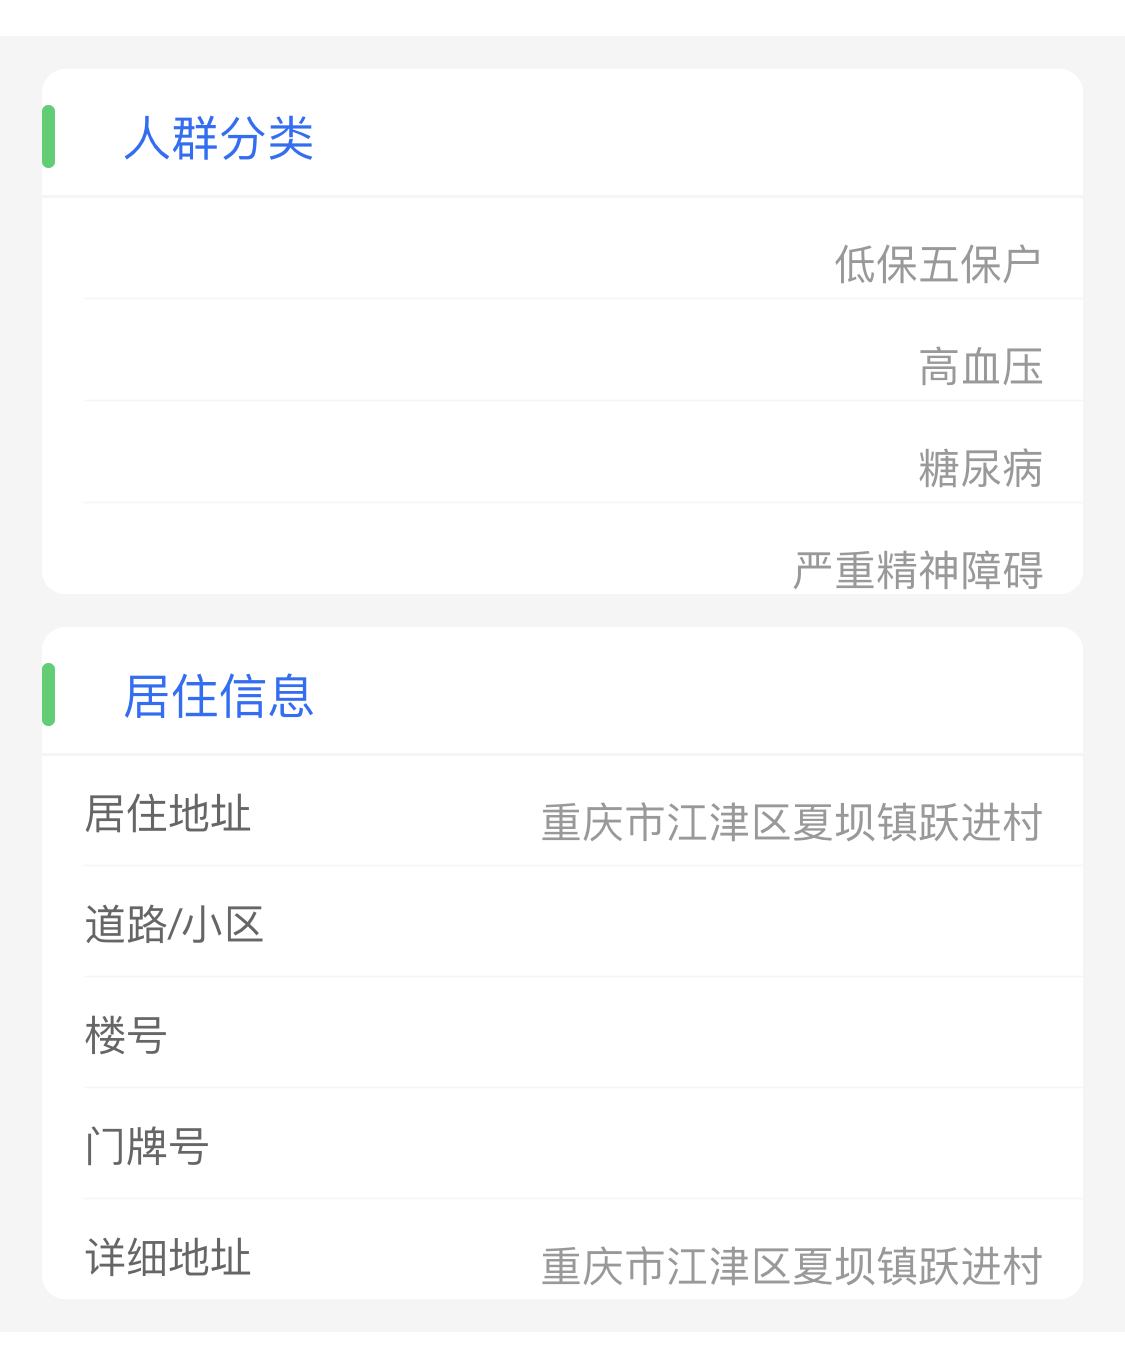 人群分类
低保五保户
高血压
糖尿病
严重精神障碍
居住信息
居住地址 重庆市江津区夏坝镇跃进村
道路/小区
楼号
门牌号
详细地址 重庆市江津区夏坝镇跃进村